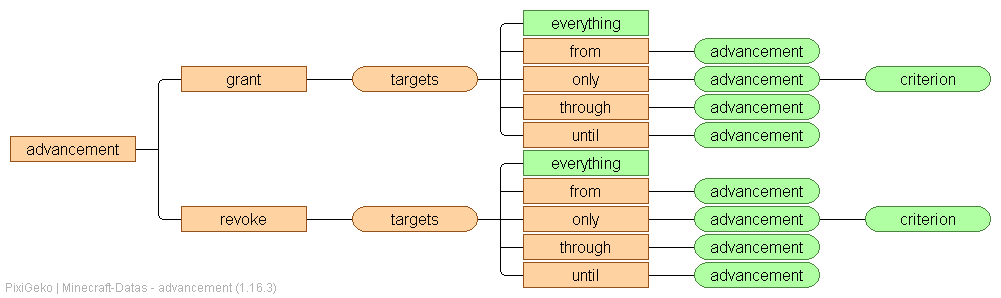 everything
from advancement
grant targets only advancement criterion
through advancement
until advancement
advancement
everything
from advancement
revoke targets only advancement criterion
through advancement
until advancement
PixiGeko | Minecraft-Datas - advancement (1.16.3)